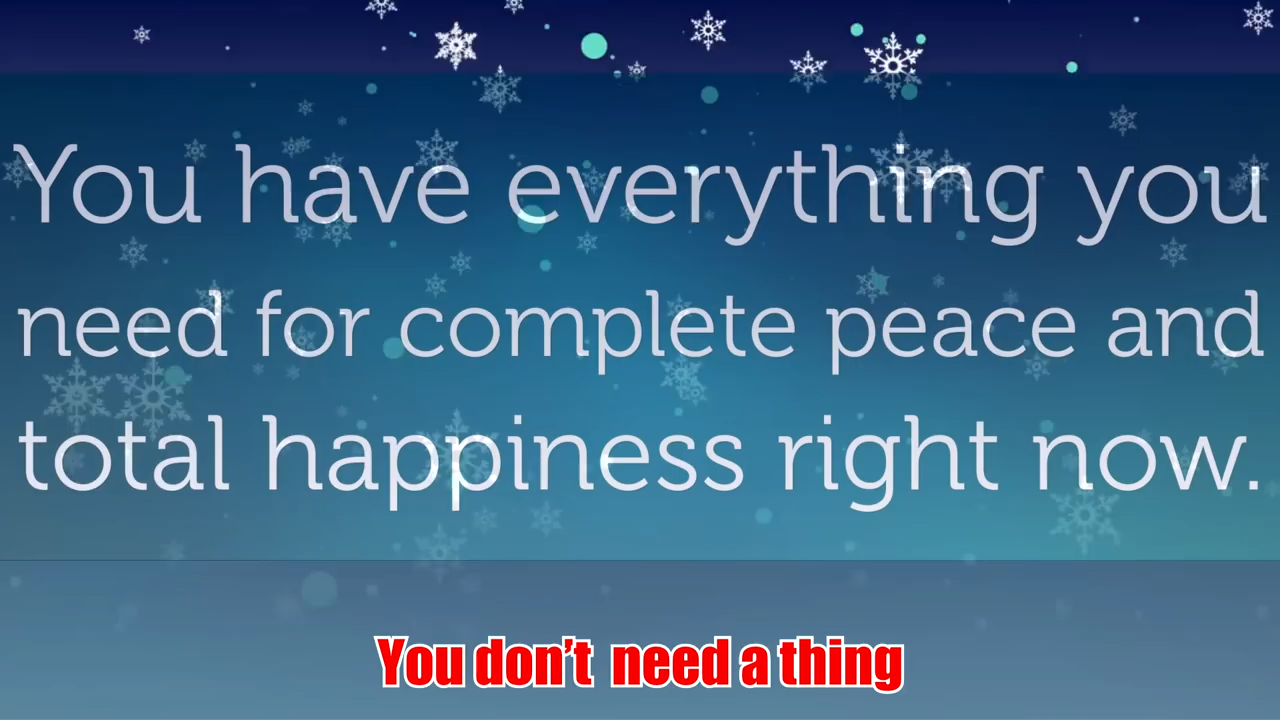 You have everything you
need for complete peace and
total happiness right now.
You don't need a thing